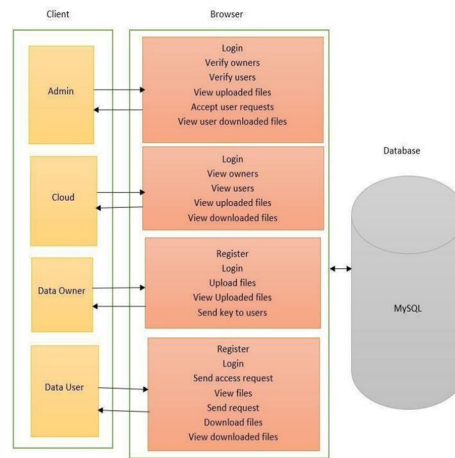 Client
Browser
Admin
Login
Verify owners
Verify users
View uploaded files
Accept user requests
View user downloaded files
Cloud
Login
View owners
View users
View uploaded files
View downloaded files
Data Owner
Register
Login
Upload files
View Uploaded files
Send key to users
Data User
Register
Login
Send access request
View files
Send request
Download files
View downloaded files
Database
MySQL